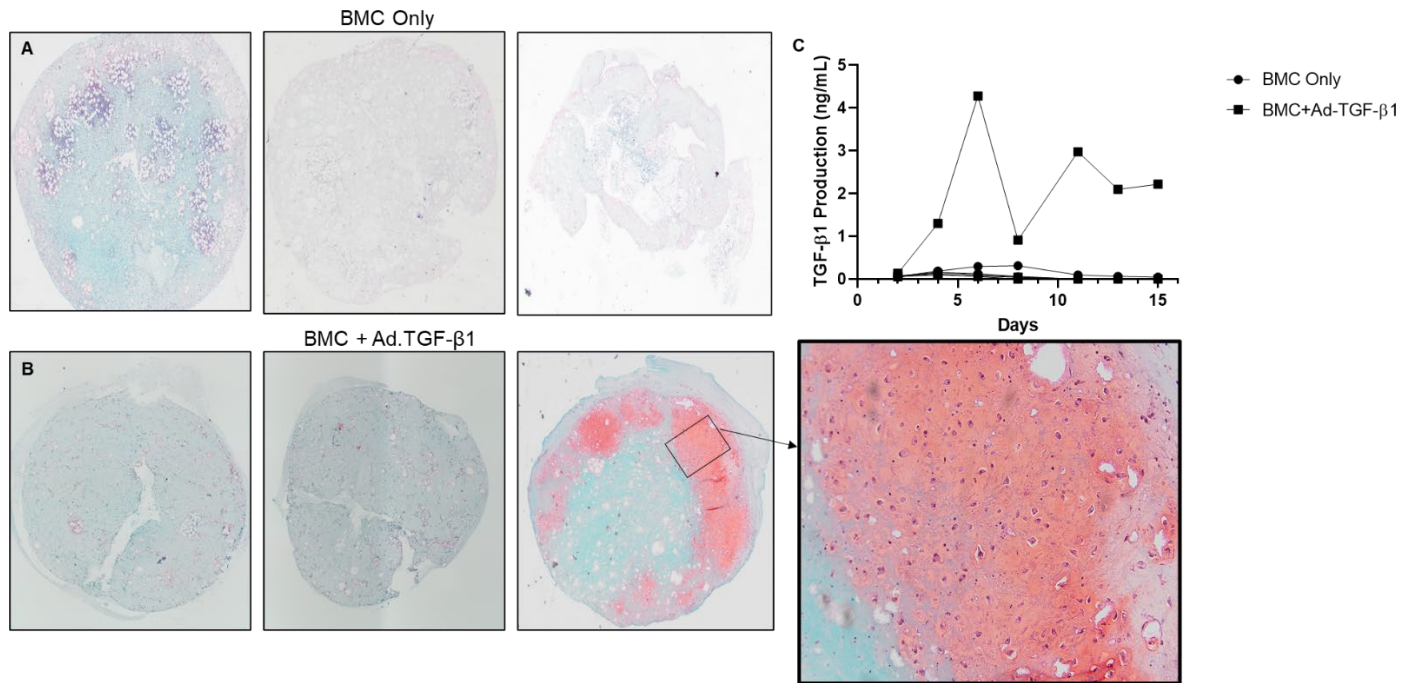 BMC Only
A
BMC + Ad.TGF-β1
B
C
TGF-β1 Production (ng/mL)
5
4
3
2
1
0
0
5
10
15
Days
BMC Only
BMC+Ad-TGF-β1